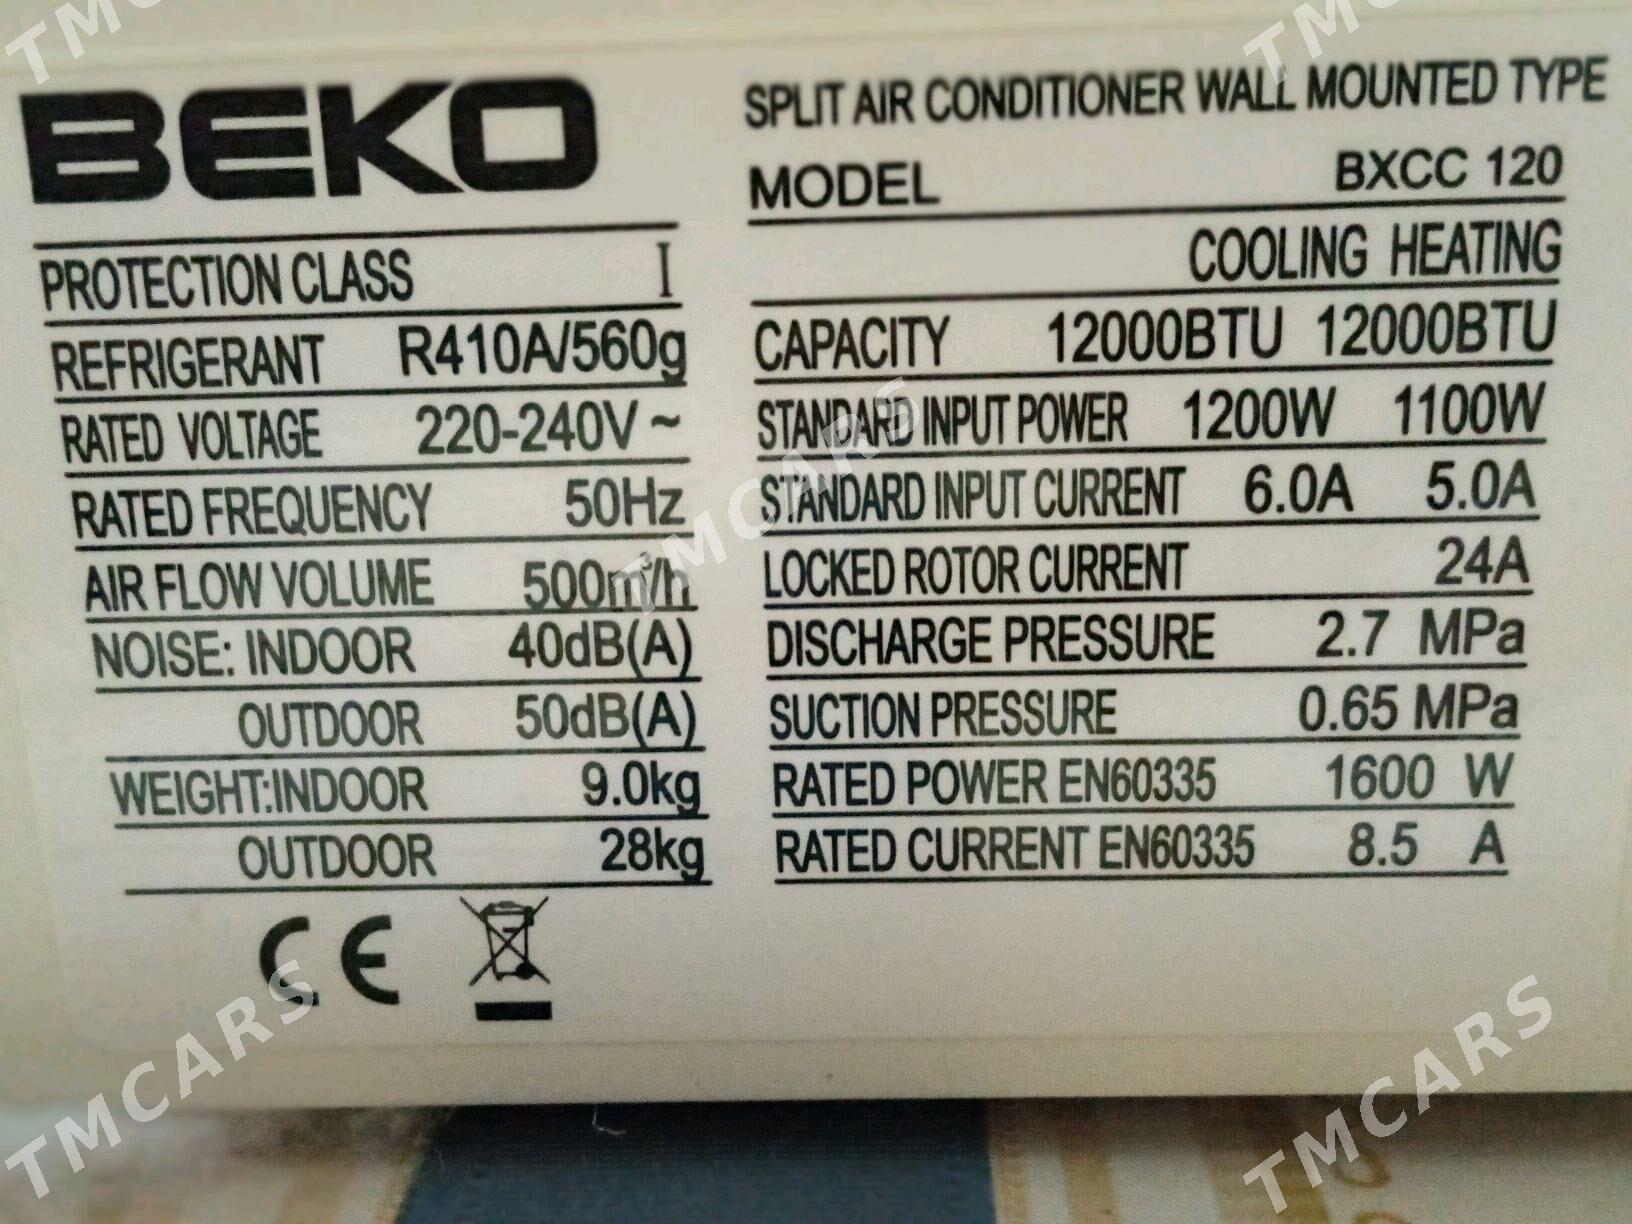 BEKO
PROTECTION CLASS I
REFRIGERANT R410A/560g
RATED VOLTAGE 220-240V ~
RATED FREQUENCY 50Hz
AIR FLOW VOLUME 500m³/h
NOISE: INDOOR 40dB(A)
OUTDOOR 50dB(A)
WEIGHT:INDOOR 9.0kg
OUTDOOR 28kg
CE
SPLIT AIR CONDITIONER WALL MOUNTED TYPE
MODEL BXCC 120
COOLING HEATING
CAPACITY 12000BTU 12000BTU
STANDARD INPUT POWER 1200W 1100W
STANDARD INPUT CURRENT 6.0A 5.0A
LOCKED ROTOR CURRENT 24A
DISCHARGE PRESSURE 2.7 MPa
SUCTION PRESSURE 0.65 MPa
RATED POWER EN60335 1600 W
RATED CURRENT EN60335 8.5 A
TMCARS
TMCARS
TMCARS
TMCARS
TMCARS